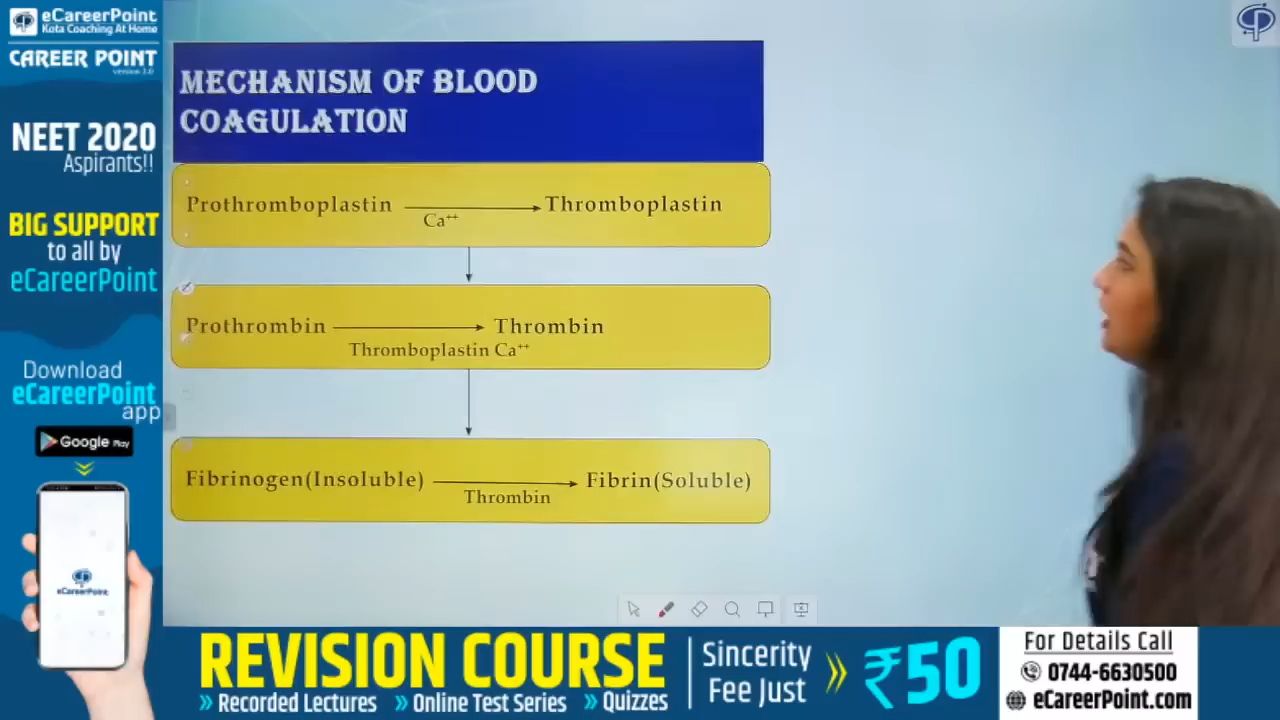 eCareerPoint
Kota Coaching At Home
CAREER POINT
version 2.0
NEET 2020
Aspirants!!
BIG SUPPORT
to all by
eCareerPoint
Download
eCareerPoint
app
Google Play
eCareerPoint
MECHANISM OF BLOOD
COAGULATION
Prothromboplastin Thromboplastin
Ca⁺⁺
Prothrombin Thrombin
Thromboplastin Ca⁺⁺
Fibrinogen(Insoluble) Fibrin(Soluble)
Thrombin
REVISION COURSE
» Recorded Lectures » Online Test Series » Quizzes
Sincerity
Fee Just
» ₹50
For Details Call
0744-6630500
eCareerPoint.com